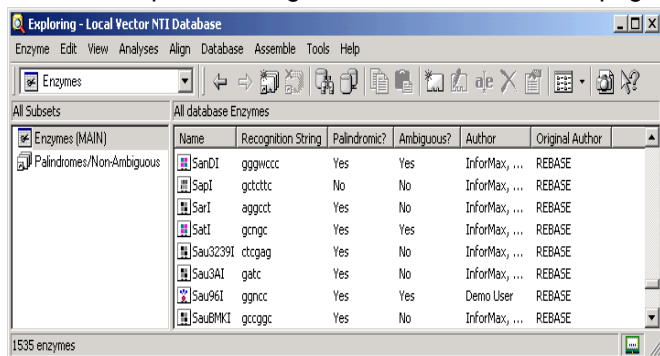 Exploring - Local Vector NTI Database
Enzyme Edit View Analyses Align Database Assemble Tools Help
Enzymes
All Subsets All database Enzymes
Enzymes (MAIN) Name Recognition String Palindromic? Ambiguous? Author Original Author
Palindromes/Non-Ambiguous SanDI gggwccc Yes Yes InforMax, ... REBASE
SapI gctcttc No No InforMax, ... REBASE
SarI aggcct Yes No InforMax, ... REBASE
SatI gcngc Yes Yes InforMax, ... REBASE
Sau3239I ctcgag Yes No InforMax, ... REBASE
Sau3AI gatc Yes No InforMax, ... REBASE
Sau96I ggncc Yes Yes Demo User REBASE
SauBMKI gccggc Yes No InforMax, ... REBASE
1535 enzymes